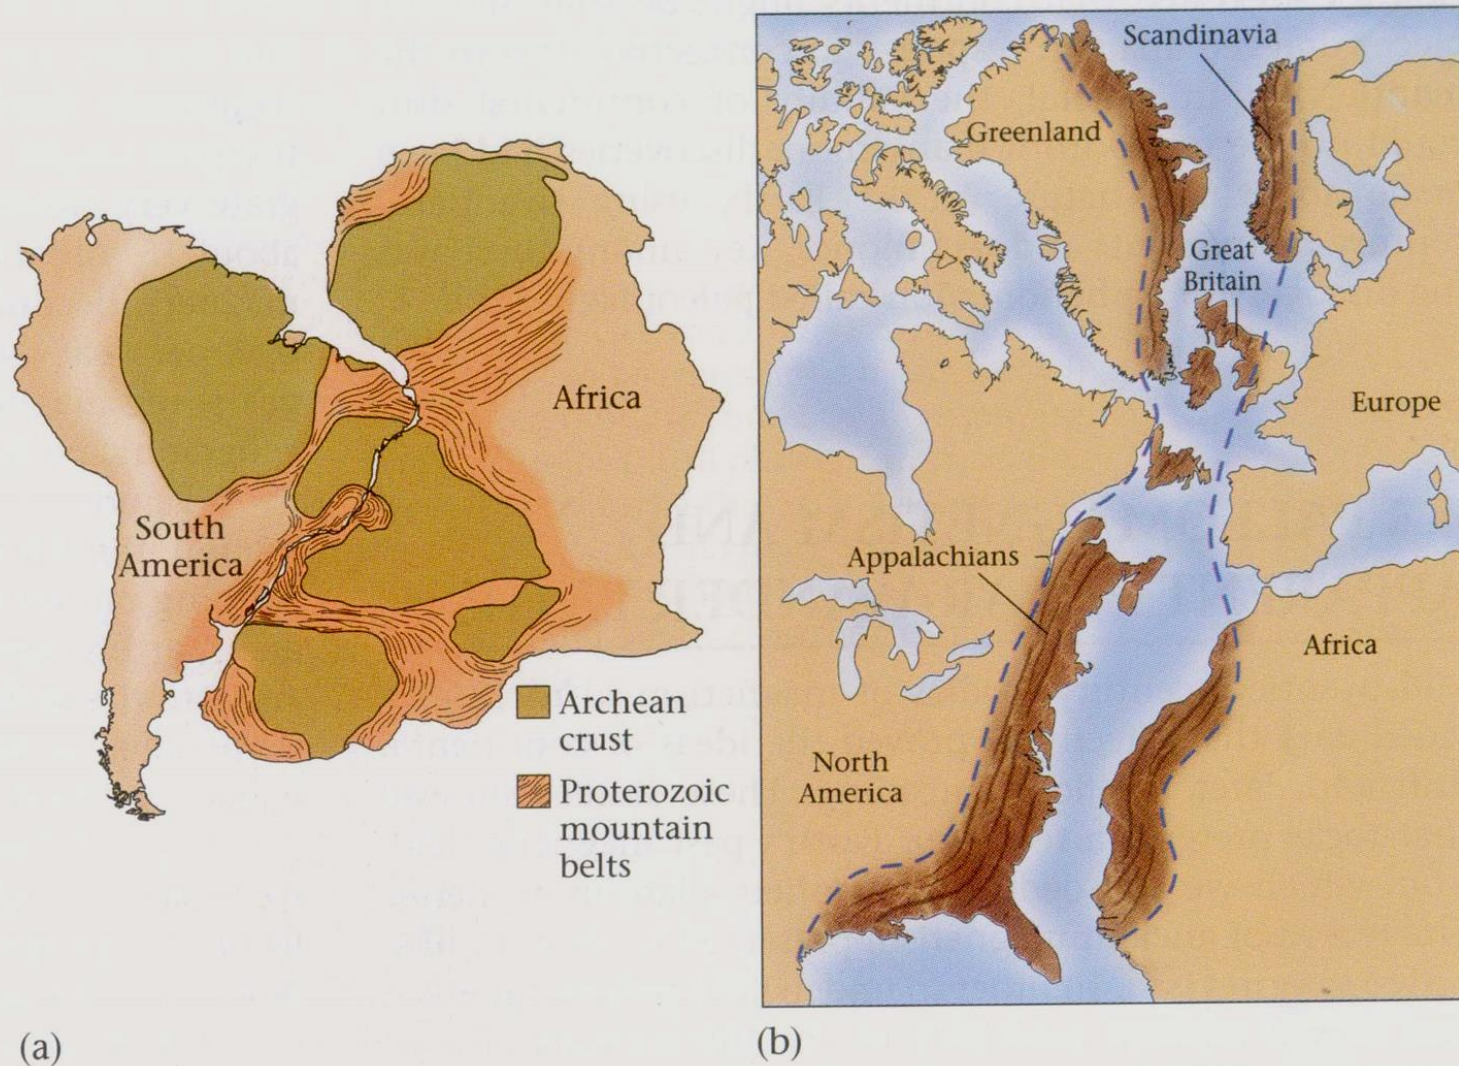 Africa
South
America
Archean
crust
Proterozoic
mountain
belts
(a)
Scandinavia
Greenland
Great
Britain
Europe
Appalachians
Africa
North
America
(b)